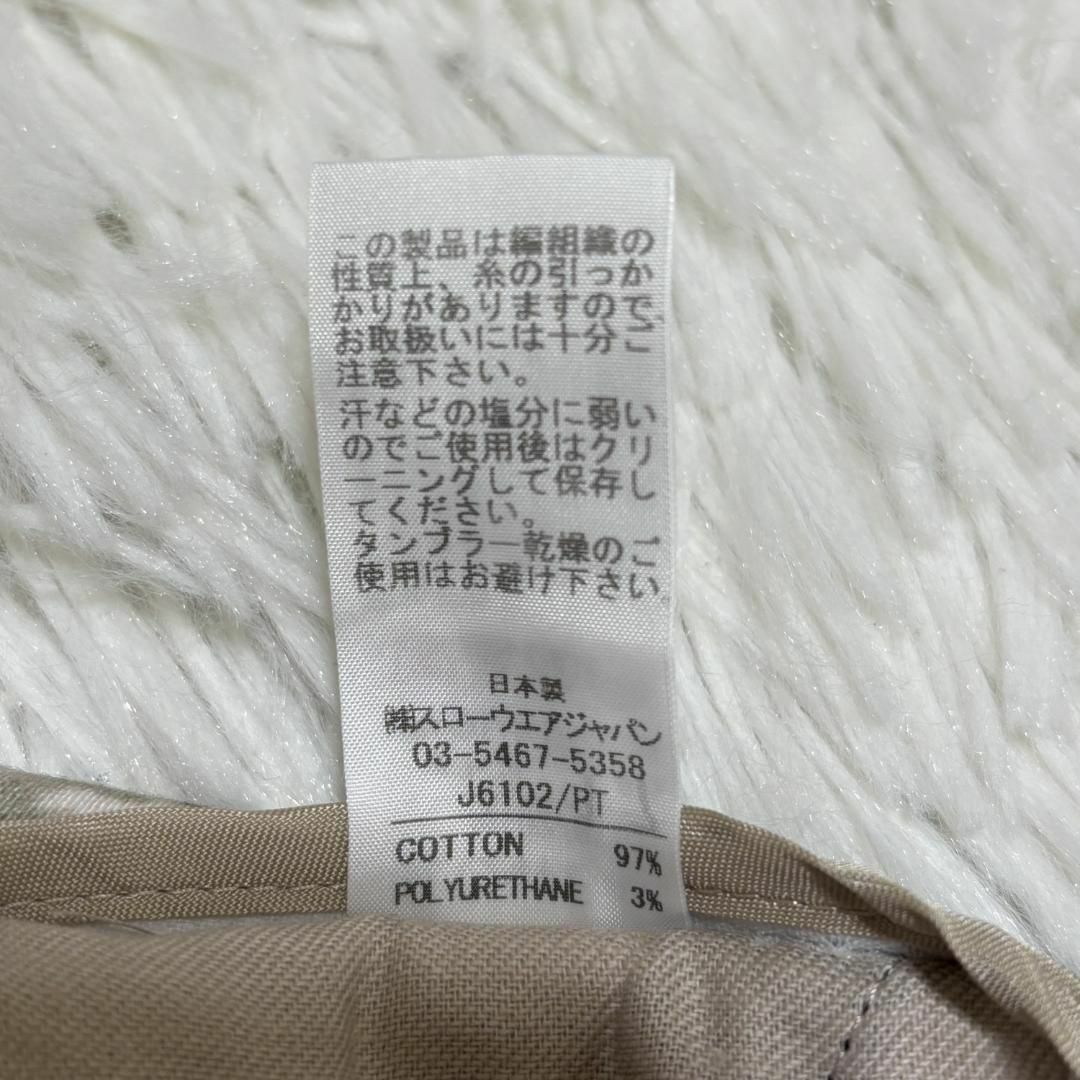 この製品は編組織の
性質上、糸の引っか
かりがありますので
お取扱いには十分ご
注意下さい。
汗などの塩分に弱い
のでご使用後はクリ
ーニングして保存し
てください。
タンブラー乾燥のご
使用はお避け下さい
日本製
㈱スローウエアジャパン
03-5467-5358
J6102/PT
COTTON 97%
POLYURETHANE 3%